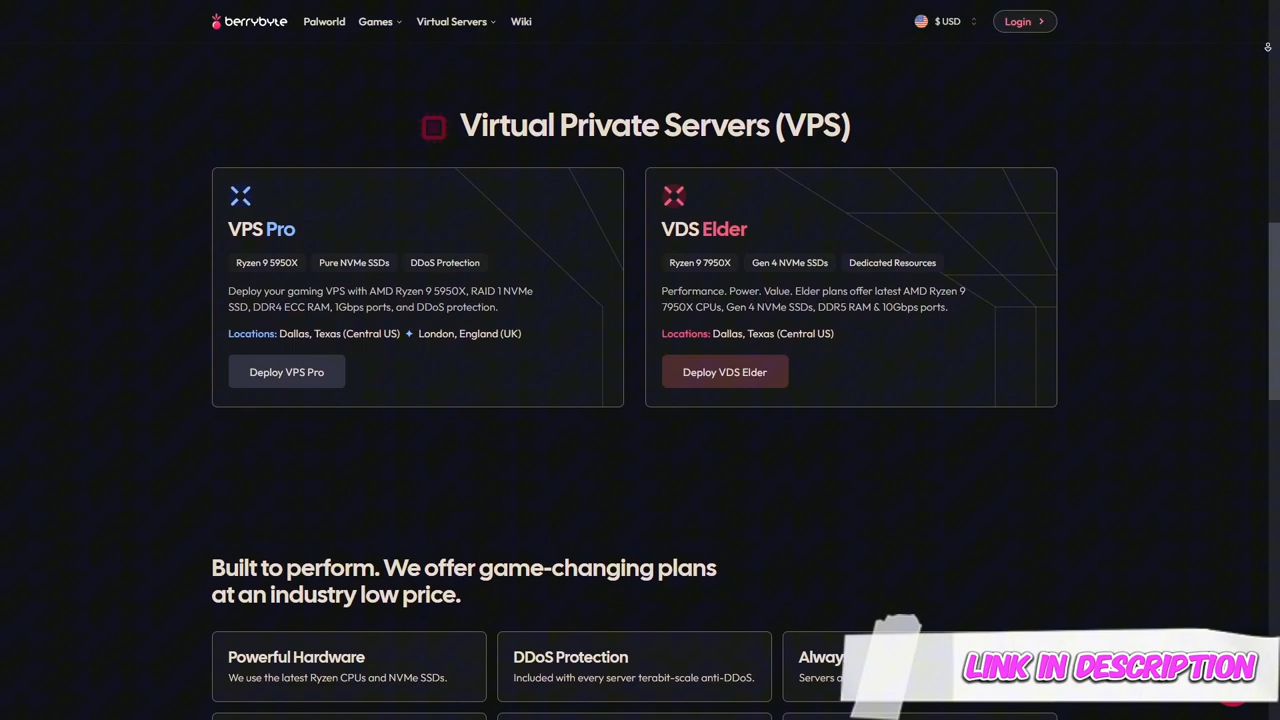 berrybyte Palworld Games Virtual Servers Wiki $ USD Login
Virtual Private Servers (VPS)
VPS Pro
Ryzen 9 5950X Pure NVMe SSDs DDoS Protection
Deploy your gaming VPS with AMD Ryzen 9 5950X, RAID 1 NVMe
SSD, DDR4 ECC RAM, 1Gbps ports, and DDoS protection.
Locations: Dallas, Texas (Central US) ✦ London, England (UK)
Deploy VPS Pro
VDS Elder
Ryzen 9 7950X Gen 4 NVMe SSDs Dedicated Resources
Performance. Power. Value. Elder plans offer latest AMD Ryzen 9
7950X CPUs, Gen 4 NVMe SSDs, DDR5 RAM & 10Gbps ports.
Locations: Dallas, Texas (Central US)
Deploy VDS Elder
Built to perform. We offer game-changing plans
at an industry low price.
Powerful Hardware
We use the latest Ryzen CPUs and NVMe SSDs.
DDoS Protection
Included with every server terabit-scale anti-DDoS.
Alway
Servers a
LINK IN DESCRIPTION